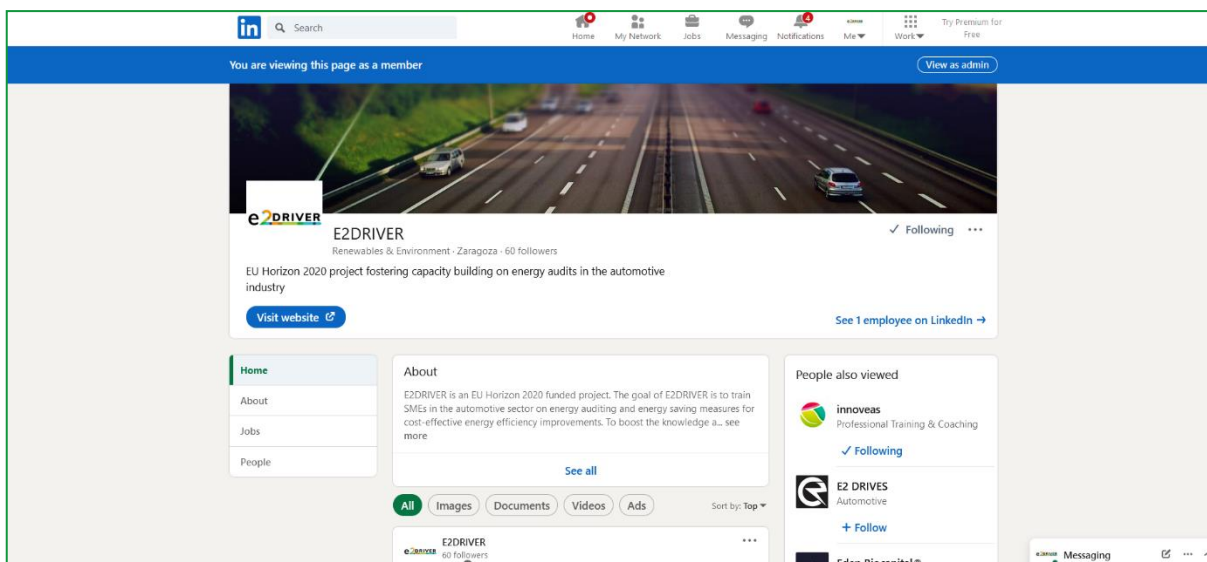 in
Search
Home
My Network
Jobs
Messaging
4
Notifications
Me
Work
Try Premium for
Free
You are viewing this page as a member
View as admin
e2DRIVER
E2DRIVER
Renewables & Environment · Zaragoza · 60 followers
Following
EU Horizon 2020 project fostering capacity building on energy audits in the automotive
industry
Visit website
See 1 employee on LinkedIn →
Home
About
Jobs
People
About
E2DRIVER is an EU Horizon 2020 funded project. The goal of E2DRIVER is to train
SMEs in the automotive sector on energy auditing and energy saving measures for
cost-effective energy efficiency improvements. To boost the knowledge a... see
more
See all
All
Images
Documents
Videos
Ads
Sort by: Top
e2DRIVER
E2DRIVER
60 followers
People also viewed
innoveas
Professional Training & Coaching
Following
E2 DRIVES
Automotive
+ Follow
Messaging